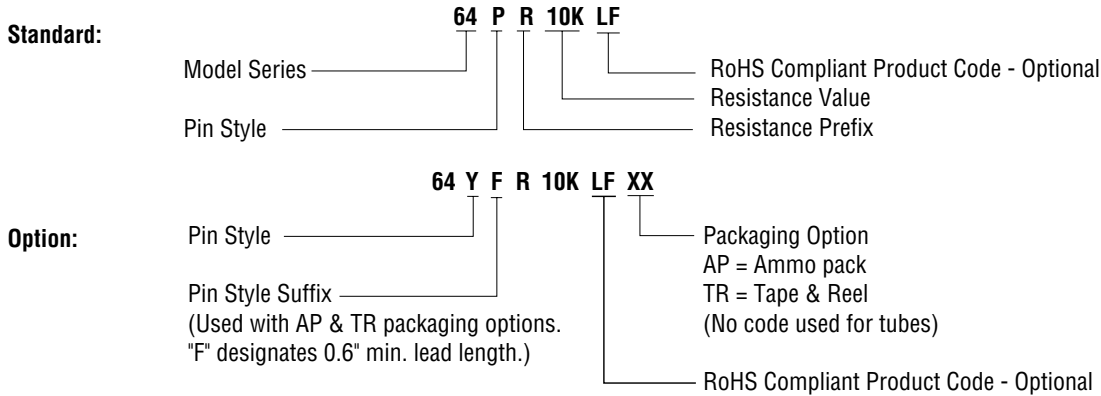 64 P R 10K LF
Standard:
Model Series
RoHS Compliant Product Code - Optional
Resistance Value
Pin Style
Resistance Prefix
64 Y F R 10K LF XX
Option:
Pin Style
Packaging Option
AP = Ammo pack
Pin Style Suffix
TR = Tape & Reel
(Used with AP & TR packaging options.
(No code used for tubes)
"F" designates 0.6" min. lead length.)
RoHS Compliant Product Code - Optional